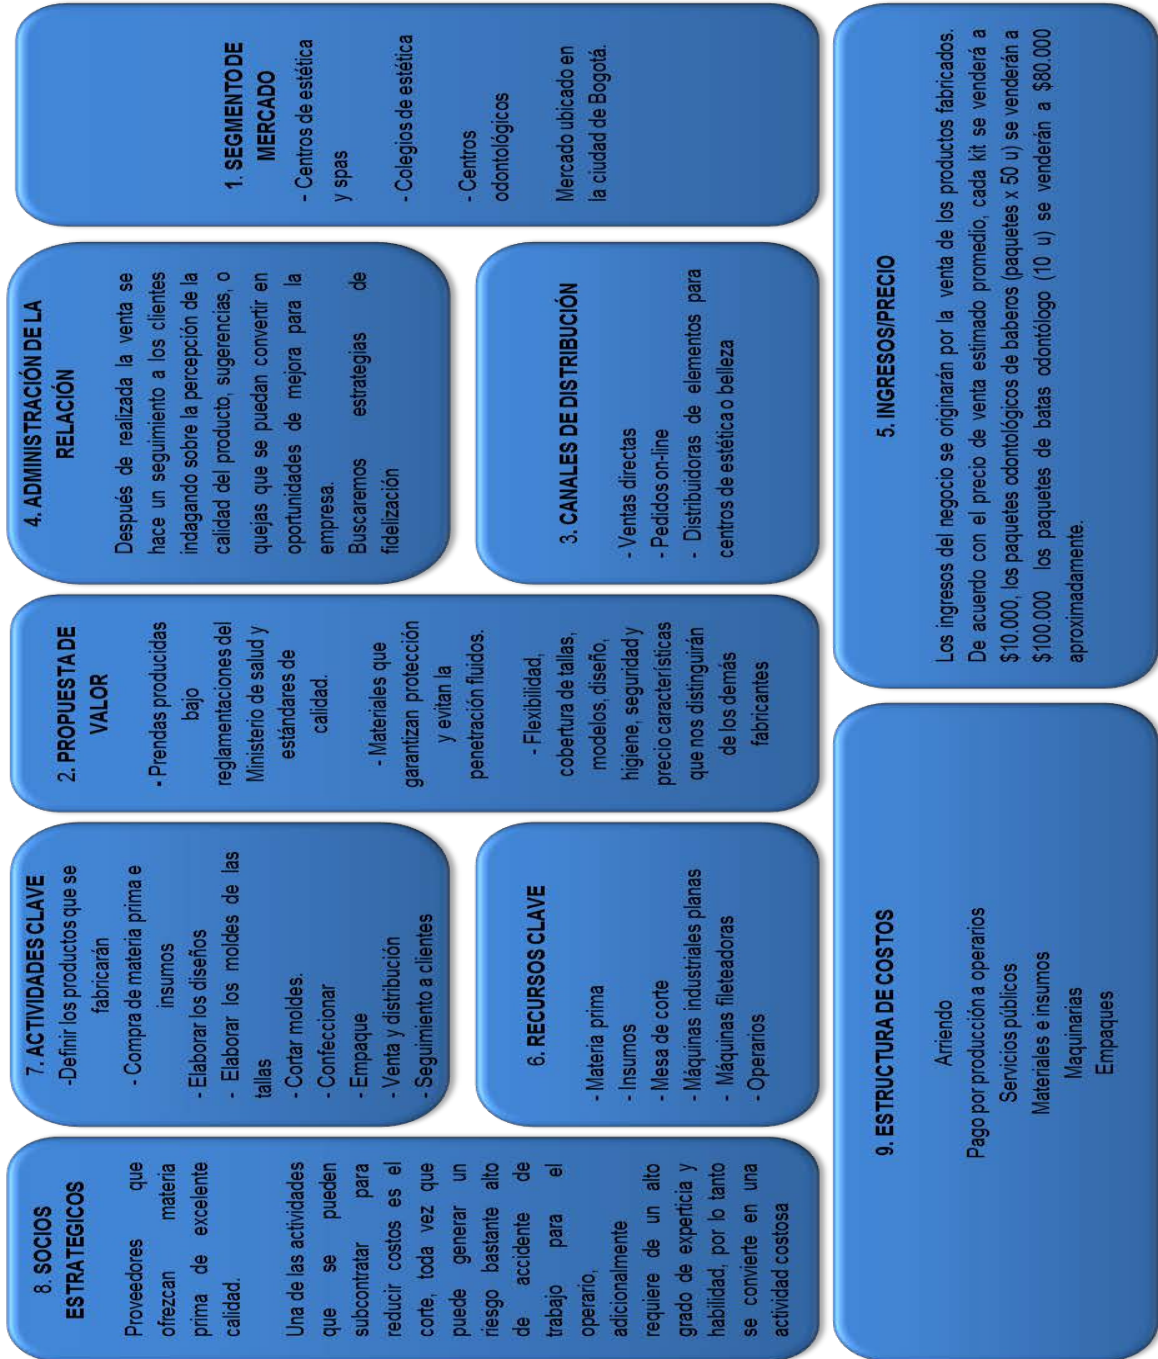 8. SOCIOS
ESTRATEGICOS
Proveedores que
ofrezcan materia
prima de excelente
calidad.
Una de las actividades
que se pueden
subcontratar para
reducir costos es el
corte, toda vez que
puede generar un
riesgo bastante alto
de accidente de
trabajo para el
operario,
adicionalmente
requiere de un alto
grado de experticia y
habilidad, por lo tanto
se convierte en una
actividad costosa
7. ACTIVIDADES CLAVE
-Definir los productos que se
fabricarán
- Compra de materia prima e
insumos
- Elaborar los diseños
- Elaborar los moldes de las
tallas
- Cortar moldes.
- Confeccionar
- Empaque
- Venta y distribución
- Seguimiento a clientes
6. RECURSOS CLAVE
- Materia prima
- Insumos
- Mesa de corte
- Máquinas industriales planas
- Máquinas fileteadoras
- Operarios
2. PROPUESTA DE
VALOR
- Prendas producidas
bajo
reglamentaciones del
Ministerio de salud y
estándares de
calidad.
- Materiales que
garantizan protección
y evitan la
penetración fluidos.
- Flexibilidad,
cobertura de tallas,
modelos, diseño,
higiene, seguridad y
precio características
que nos distinguirán
de los demás
fabricantes
4. ADMINISTRACIÓN DE LA
RELACIÓN
Después de realizada la venta se
hace un seguimiento a los clientes
indagando sobre la percepción de la
calidad del producto, sugerencias, o
quejas que se puedan convertir en
oportunidades de mejora para la
empresa.
Buscaremos estrategias de
fidelización
3. CANALES DE DISTRIBUCIÓN
- Ventas directas
- Pedidos on-line
- Distribuidoras de elementos para
centros de estética o belleza
1. SEGMENTO DE
MERCADO
- Centros de estética
y spas
- Colegios de estética
- Centros
odontológicos
Mercado ubicado en
la ciudad de Bogotá.
9. ESTRUCTURA DE COSTOS
Arriendo
Pago por producción a operarios
Servicios públicos
Materiales e insumos
Maquinarias
Empaques
5. INGRESOS/PRECIO
Los ingresos del negocio se originarán por la venta de los productos fabricados.
De acuerdo con el precio de venta estimado promedio, cada kit se venderá a
$10.000, los paquetes odontológicos de baberos (paquetes x 50 u) se venderán a
$100.000 los paquetes de batas odontólogo (10 u) se venderán a $80.000
aproximadamente.